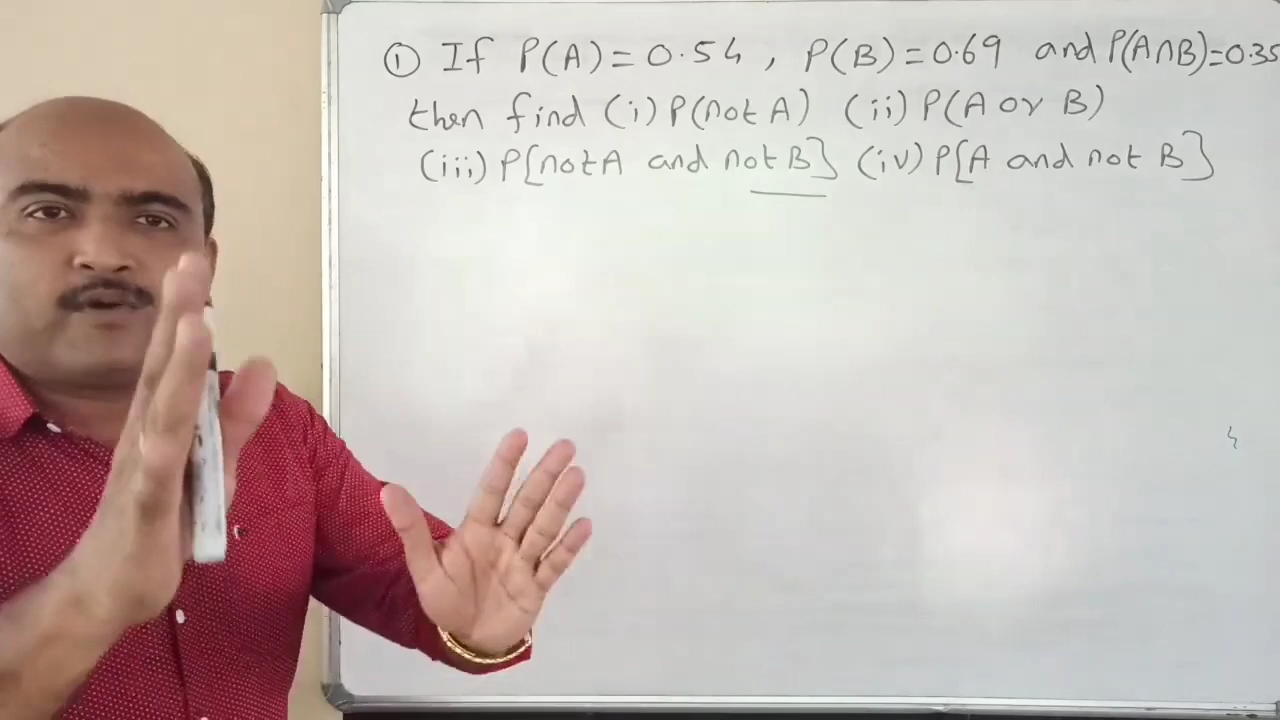 ① If P(A) = 0.54 , P(B) = 0.69 and P(A∩B)=0.35
then find (i) P(not A) (ii) P(A or B)
(iii) P[not A and not B] (iv) P[A and not B]